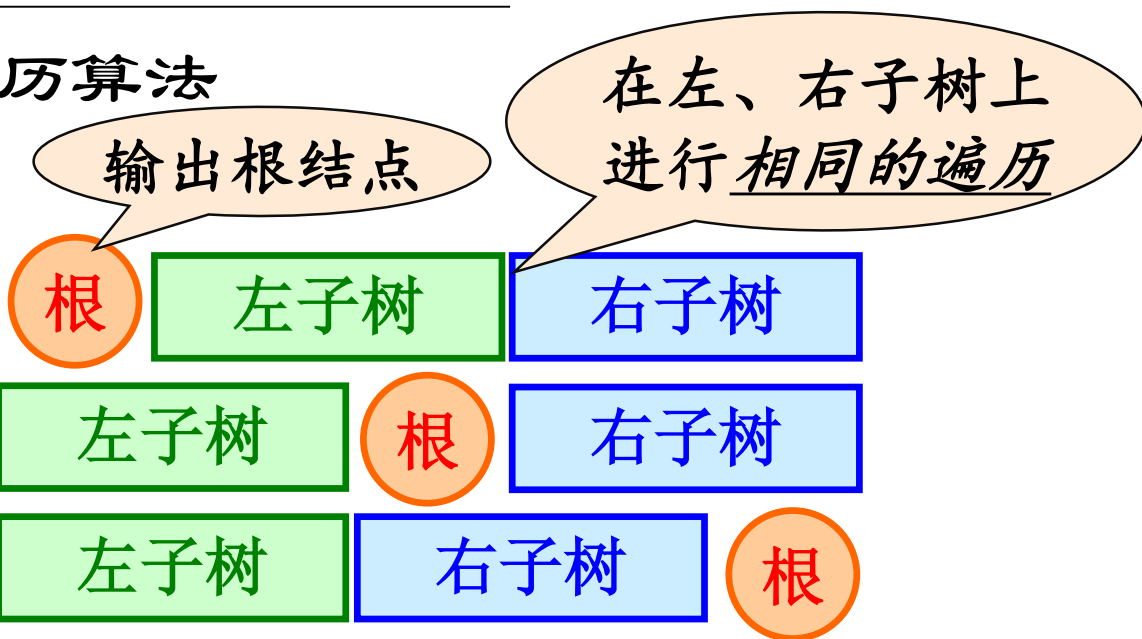 历算法
输出根结点
在左、右子树上
进行相同的遍历
根 左子树 右子树
左子树 根 右子树
左子树 右子树 根